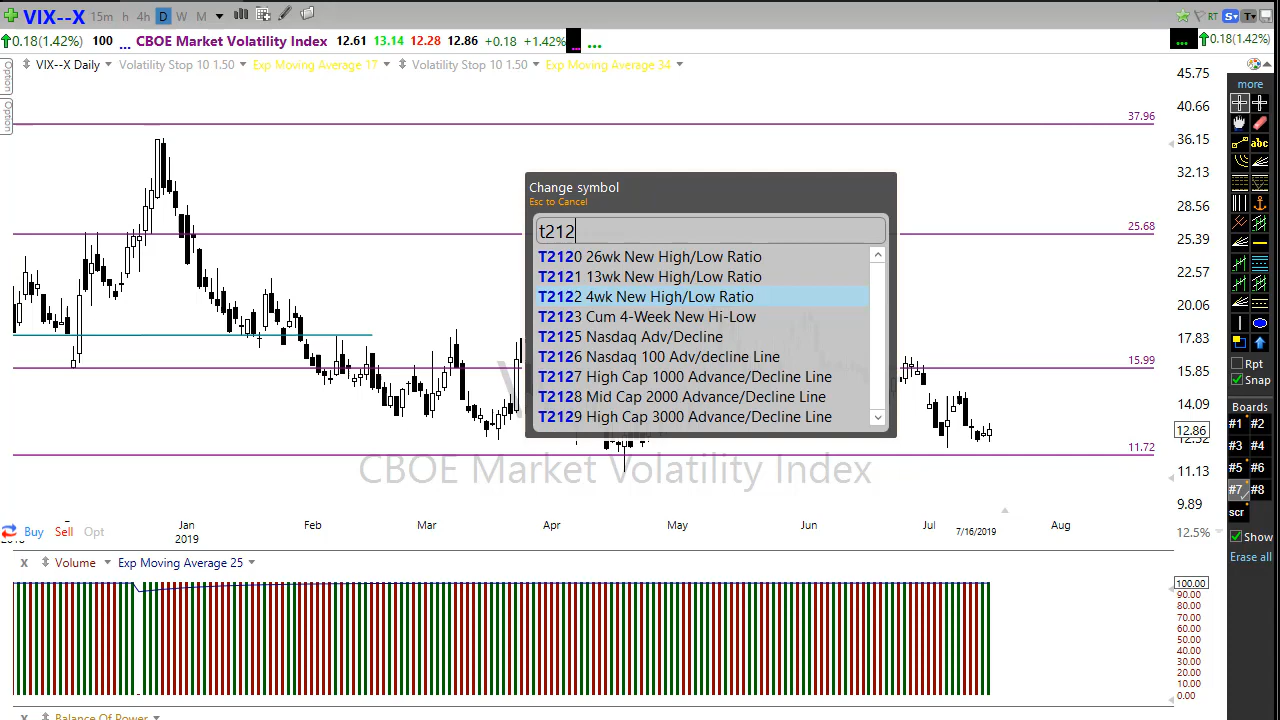 VIX--X 15m h 4h D W M RT S T
0.18(1.42%) 100 ... CBOE Market Volatility Index 12.61 13.14 12.28 12.86 +0.18 +1.42% ... ... 0.18(1.42%)
VIX--X Daily Volatility Stop 10 1.50 Exp Moving Average 17 Volatility Stop 10 1.50 Exp Moving Average 34
Option
Option
45.75
40.66
36.15
32.13
28.56
25.39
22.57
20.06
17.83
15.85
14.09
12.86
11.13
9.89
12.5%
37.96
25.68
15.99
11.72
Change symbol
Esc to Cancel
t212
T2120 26wk New High/Low Ratio
T2121 13wk New High/Low Ratio
T2122 4wk New High/Low Ratio
T2123 Cum 4-Week New Hi-Low
T2125 Nasdaq Adv/Decline
T2126 Nasdaq 100 Adv/decline Line
T2127 High Cap 1000 Advance/Decline Line
T2128 Mid Cap 2000 Advance/Decline Line
T2129 High Cap 3000 Advance/Decline Line
CBOE Market Volatility Index
Buy Sell Opt
Jan Feb Mar Apr May Jun Jul 7/16/2019 Aug
2019
X Volume Exp Moving Average 25
100.00
90.00
80.00
70.00
60.00
50.00
40.00
30.00
20.00
10.00
0.00
X Balance Of Power
more
abc
Rpt
Snap
Boards
#1 #2
#3 #4
#5 #6
#7 #8
scr
Show
Erase all